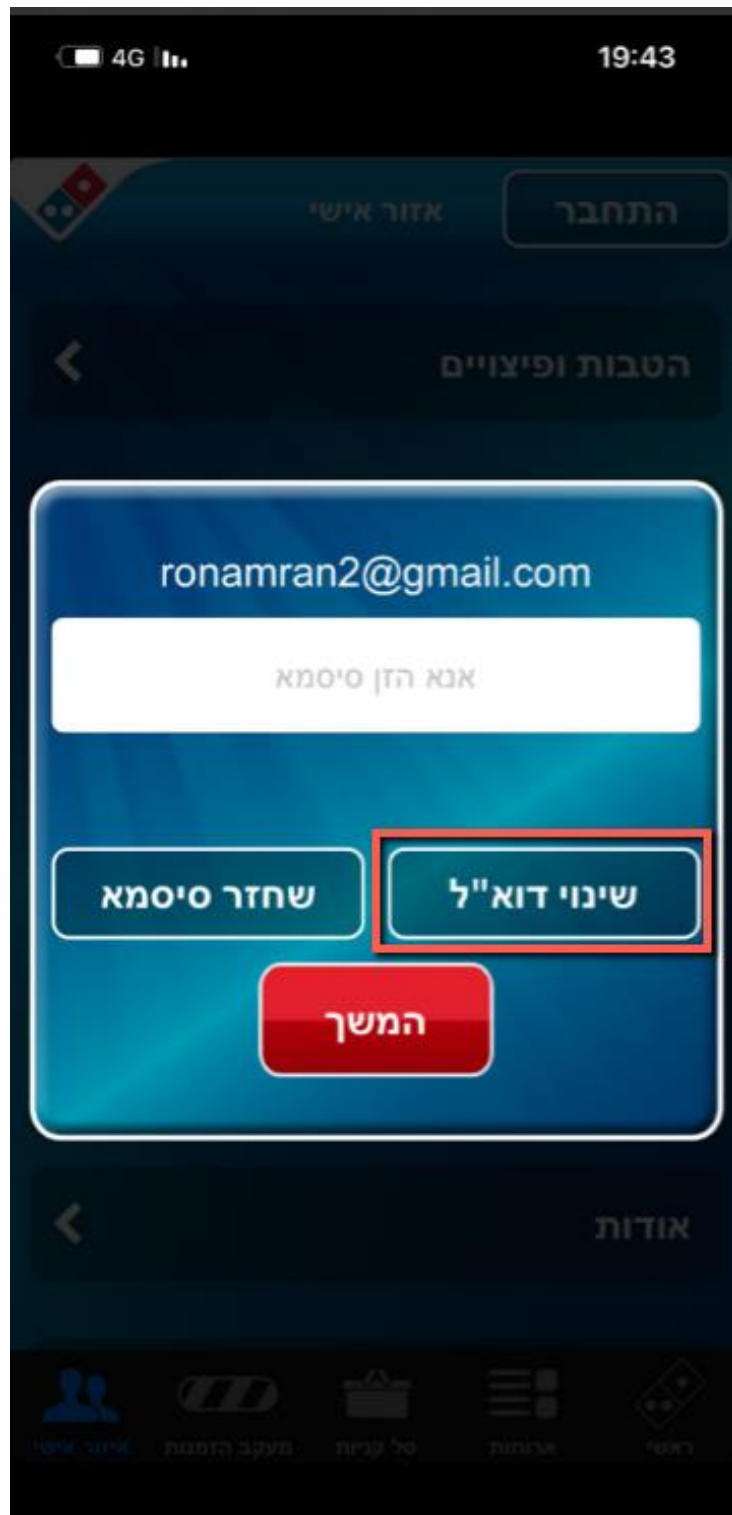 4G 19:43
התחבר אזור אישי
הטבות ופיצויים
ronamran2@gmail.com
אנא הזן סיסמא
שינוי דוא"ל שחזר סיסמא
המשך
אודות
ראשי ארוחות סל קניות מעקב הזמנות איזור אישי